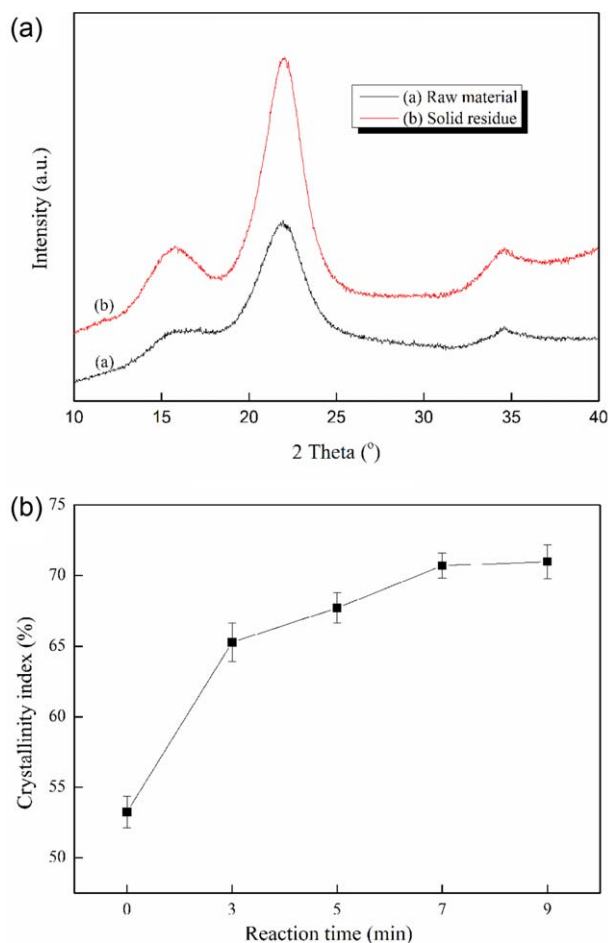 (a)
(a) Raw material
(b) Solid residue
Intensity (a.u.)
(b)
(a)
10 15 20 25 30 35 40
2 Theta (°)
(b)
75
70
65
60
55
50
Crystallinity index (%)
0 3 5 7 9
Reaction time (min)